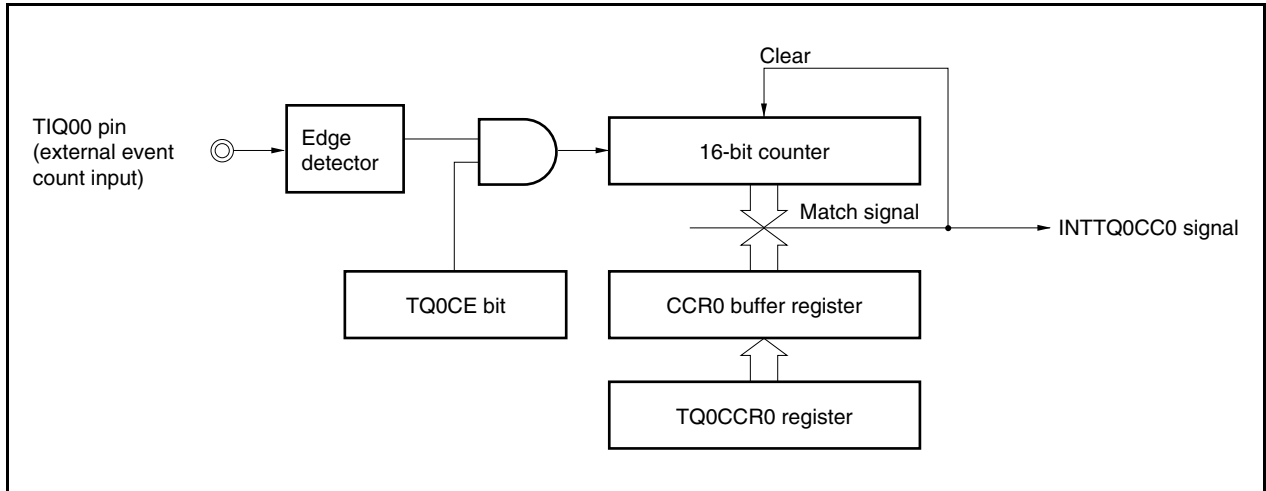 Clear
TIQ00 pin
(external event
count input)
Edge
detector
16-bit counter
Match signal
INTTQ0CC0 signal
TQ0CE bit
CCR0 buffer register
TQ0CCR0 register